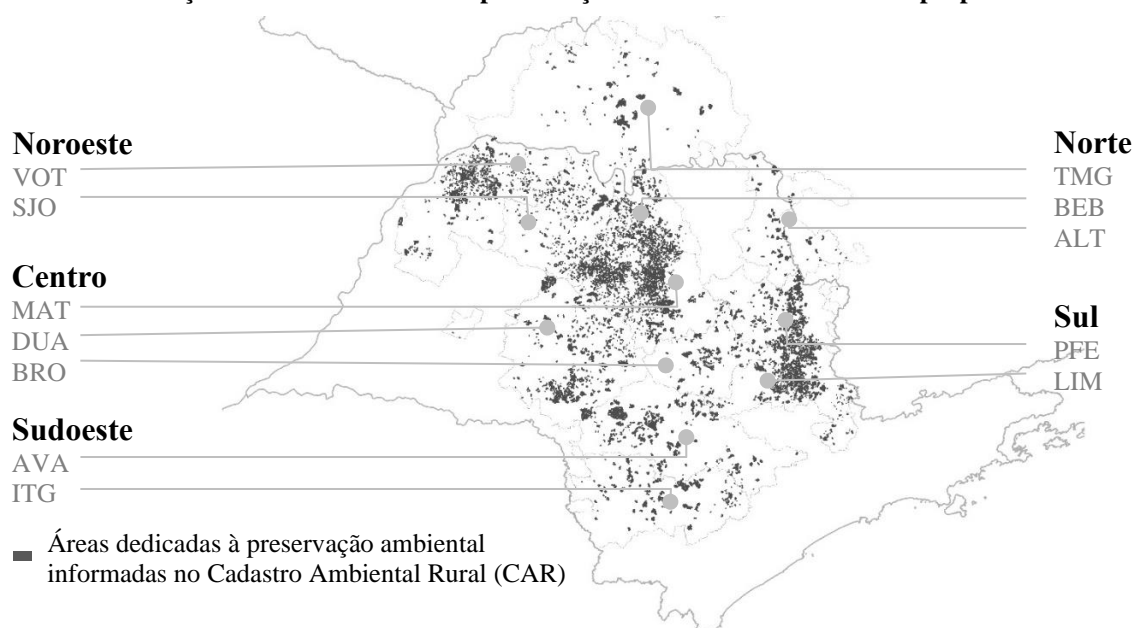 Noroeste
VOT
SJO
Centro
MAT
DUA
BRO
Sudoeste
AVA
ITG
Norte
TMG
BEB
ALT
Sul
PFE
LIM
Áreas dedicadas à preservação ambiental
informadas no Cadastro Ambiental Rural (CAR)